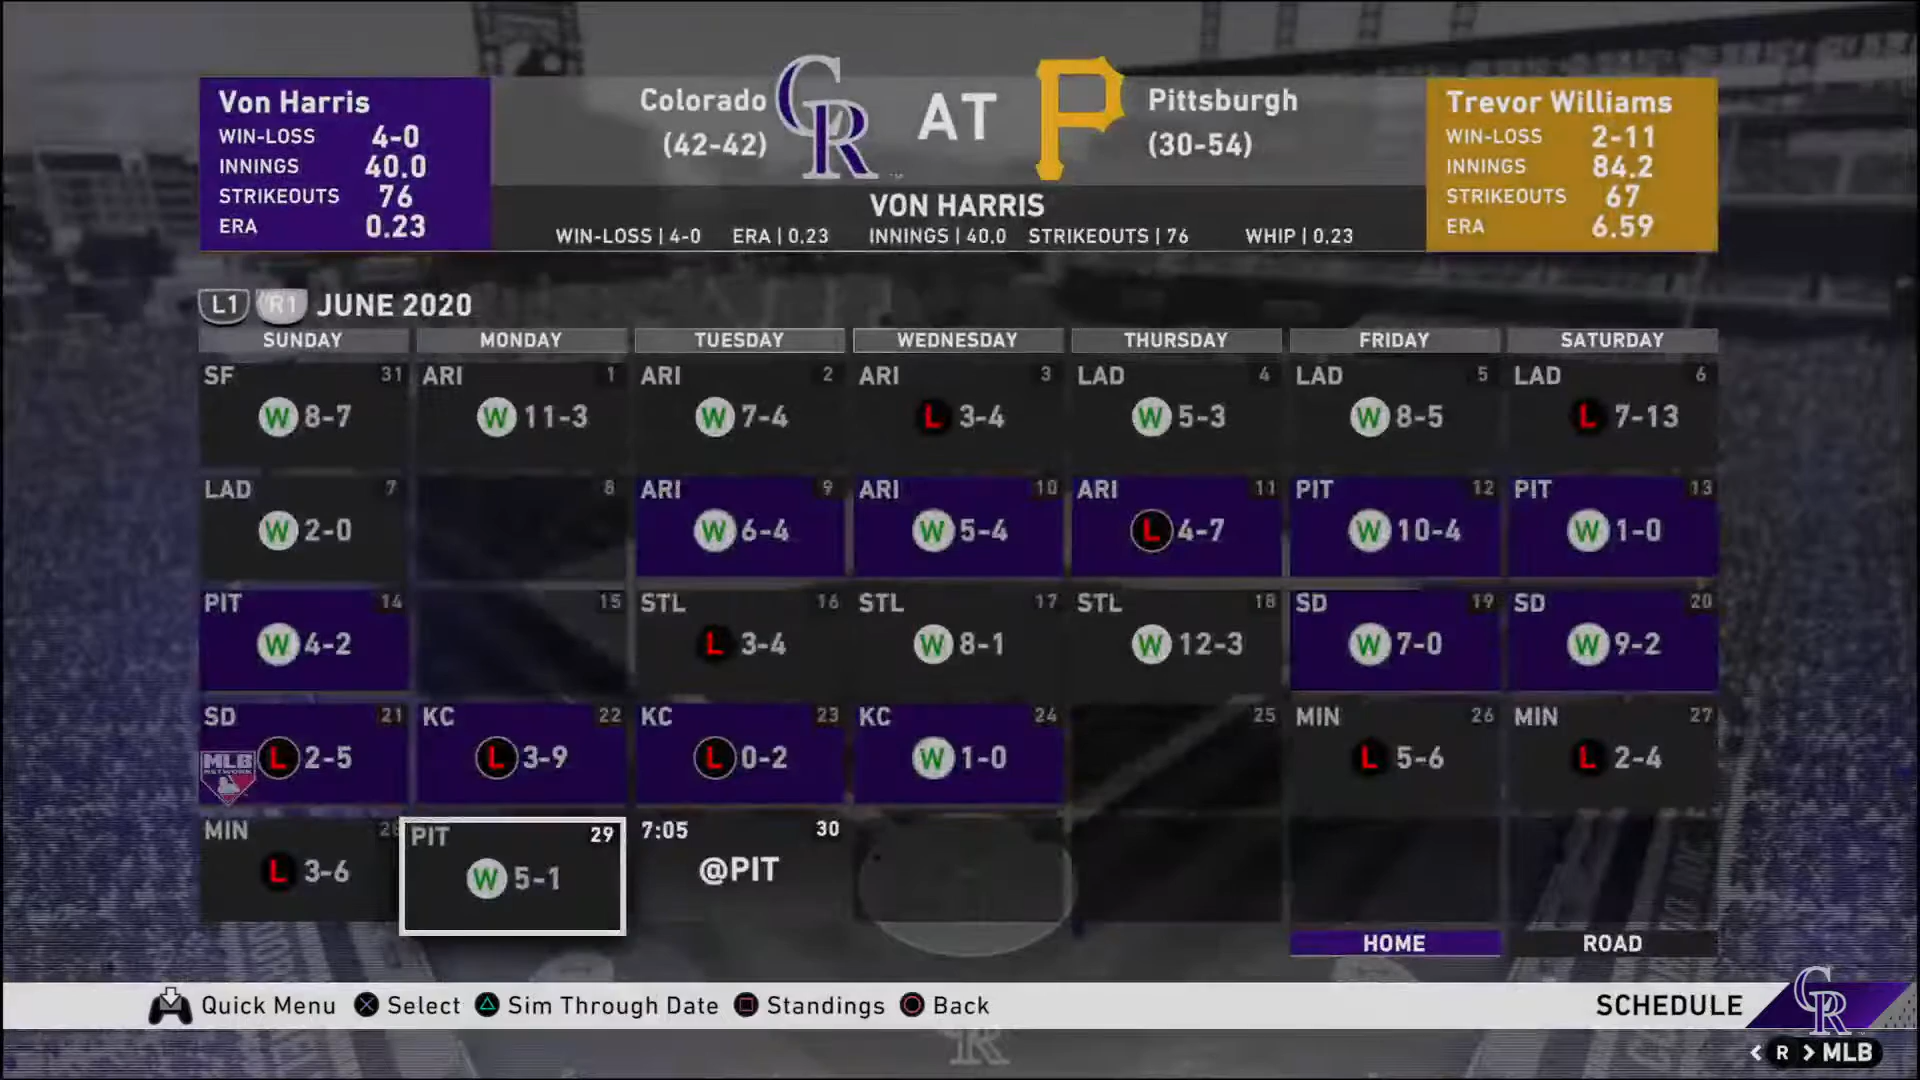 Von Harris
WIN-LOSS 4-0
INNINGS 40.0
STRIKEOUTS 76
ERA 0.23
Colorado
(42-42)
CR
AT
P
Pittsburgh
(30-54)
Trevor Williams
WIN-LOSS 2-11
INNINGS 84.2
STRIKEOUTS 67
ERA 6.59
VON HARRIS
WIN-LOSS | 4-0 ERA | 0.23 INNINGS | 40.0 STRIKEOUTS | 76 WHIP | 0.23
L1 R1 JUNE 2020
SUNDAY MONDAY TUESDAY WEDNESDAY THURSDAY FRIDAY SATURDAY
SF 31 ARI 1 ARI 2 ARI 3 LAD 4 LAD 5 LAD 6
W 8-7 W 11-3 W 7-4 L 3-4 W 5-3 W 8-5 L 7-13
LAD 7 8 ARI 9 ARI 10 ARI 11 PIT 12 PIT 13
W 2-0 W 6-4 W 5-4 L 4-7 W 10-4 W 1-0
PIT 14 15 STL 16 STL 17 STL 18 SD 19 SD 20
W 4-2 L 3-4 W 8-1 W 12-3 W 7-0 W 9-2
SD 21 KC 22 KC 23 KC 24 25 MIN 26 MIN 27
MLB NETWORK L 2-5 L 3-9 L 0-2 W 1-0 L 5-6 L 2-4
MIN 28 PIT 29 7:05 30
L 3-6 W 5-1 @PIT
HOME ROAD
Quick Menu Select Sim Through Date Standings Back
SCHEDULE
CR
R MLB